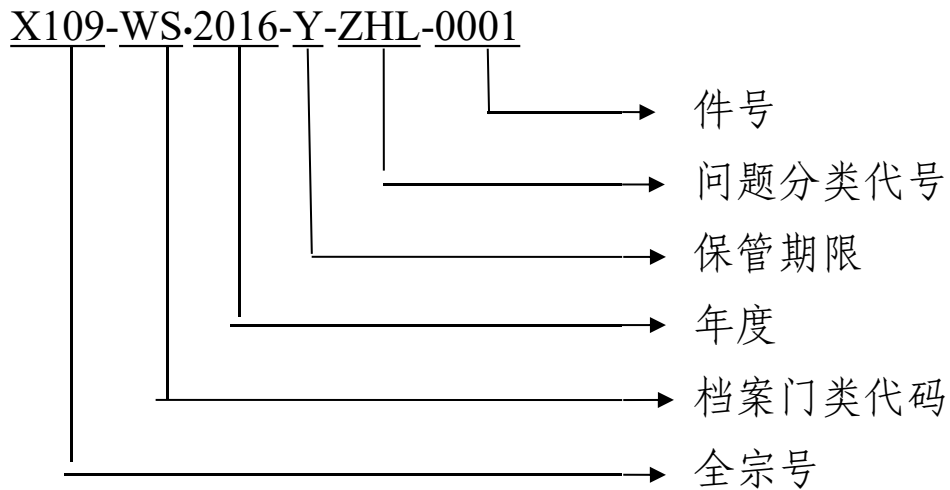 X109-WS·2016-Y-ZHL-0001
件号
问题分类代号
保管期限
年度
档案门类代码
全宗号